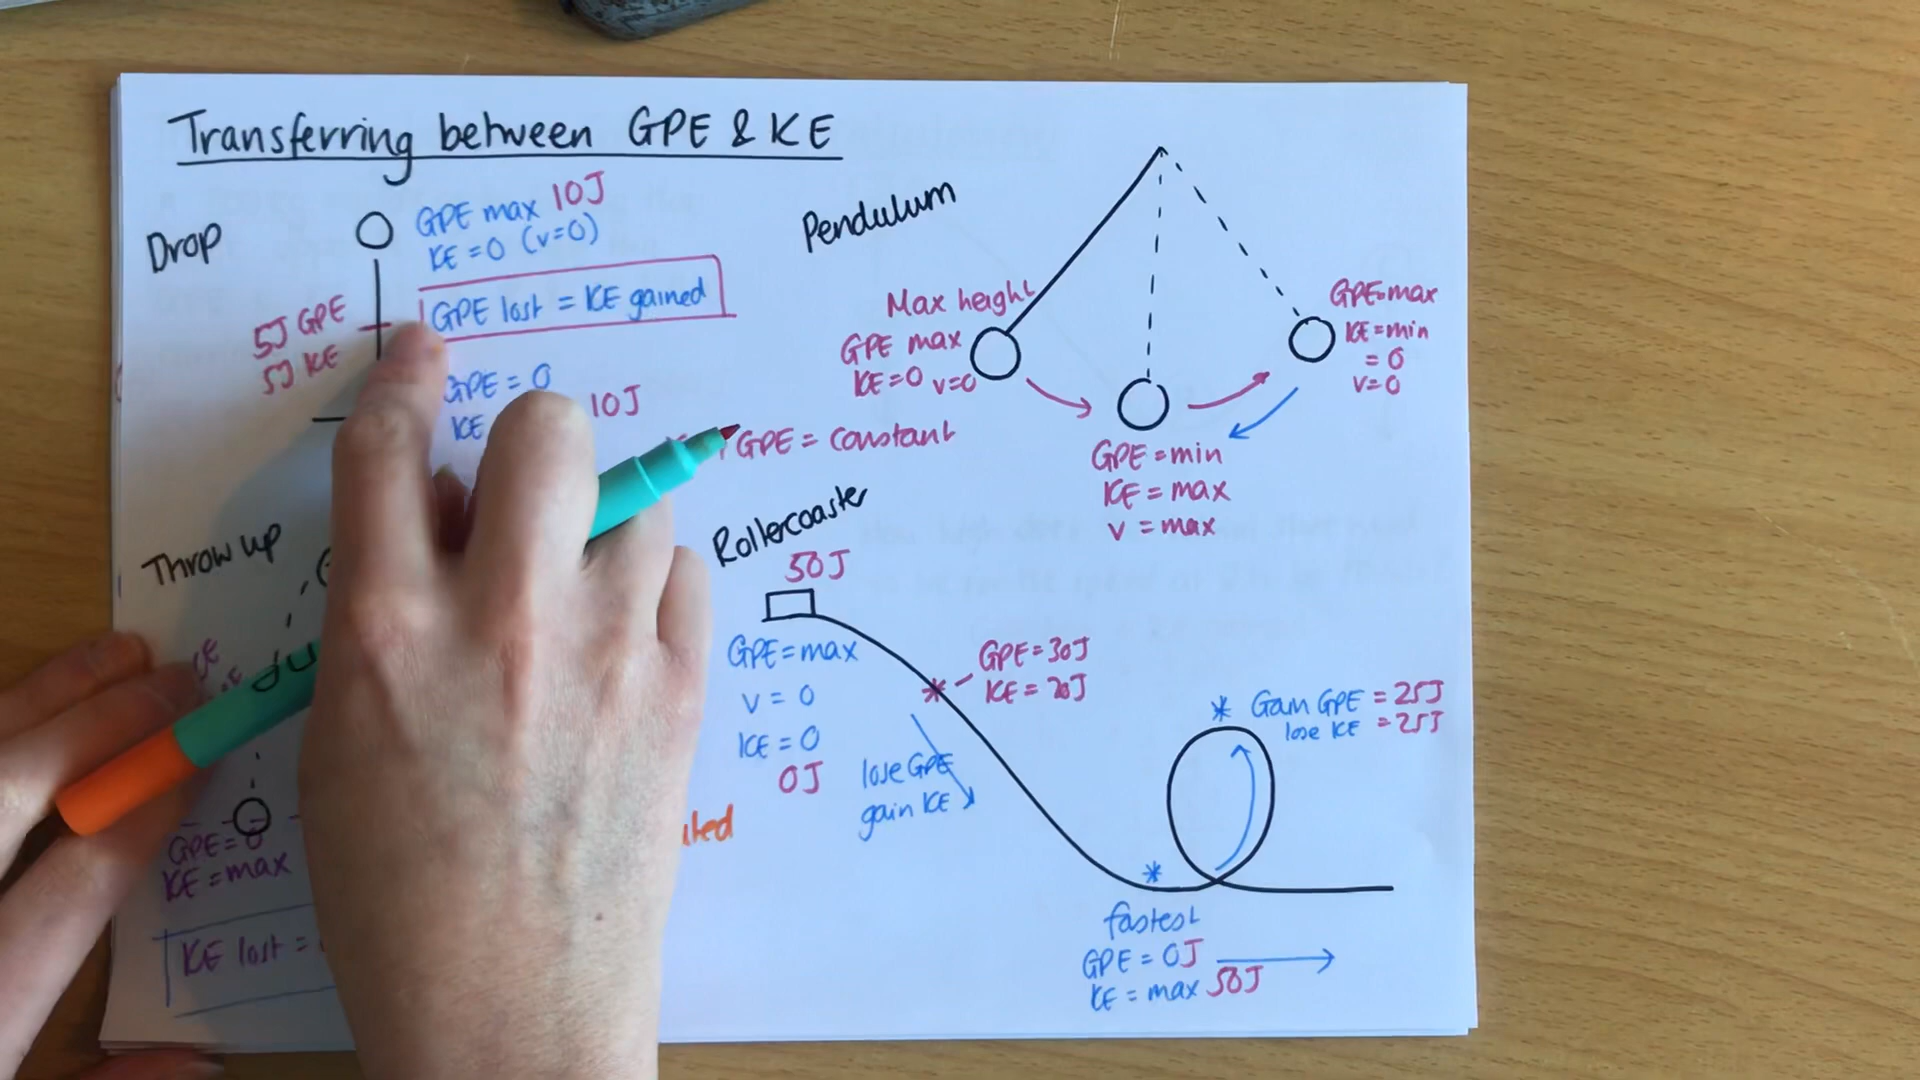 Transferring between GPE & KE
Drop
GPE max 10J
KE = 0 (v=0)
GPE lost = KE gained
5J GPE
5J KE
GPE = 0
KE 10J
GPE = constant
Pendulum
Max height
GPE max
KE=0 v=0
GPE=min
KE = max
v = max
GPE=max
KE=min
= 0
v=0
Throw up
GPE= 0
KE = max
KE lost =
Rollercoaster
50J
GPE=max
v = 0
KE = 0
0J
GPE=30J
KE = 20J
lose GPE
gain KE
Gain GPE = 25J
lose KE = 25J
fastest
GPE = 0J
KE = max 50J